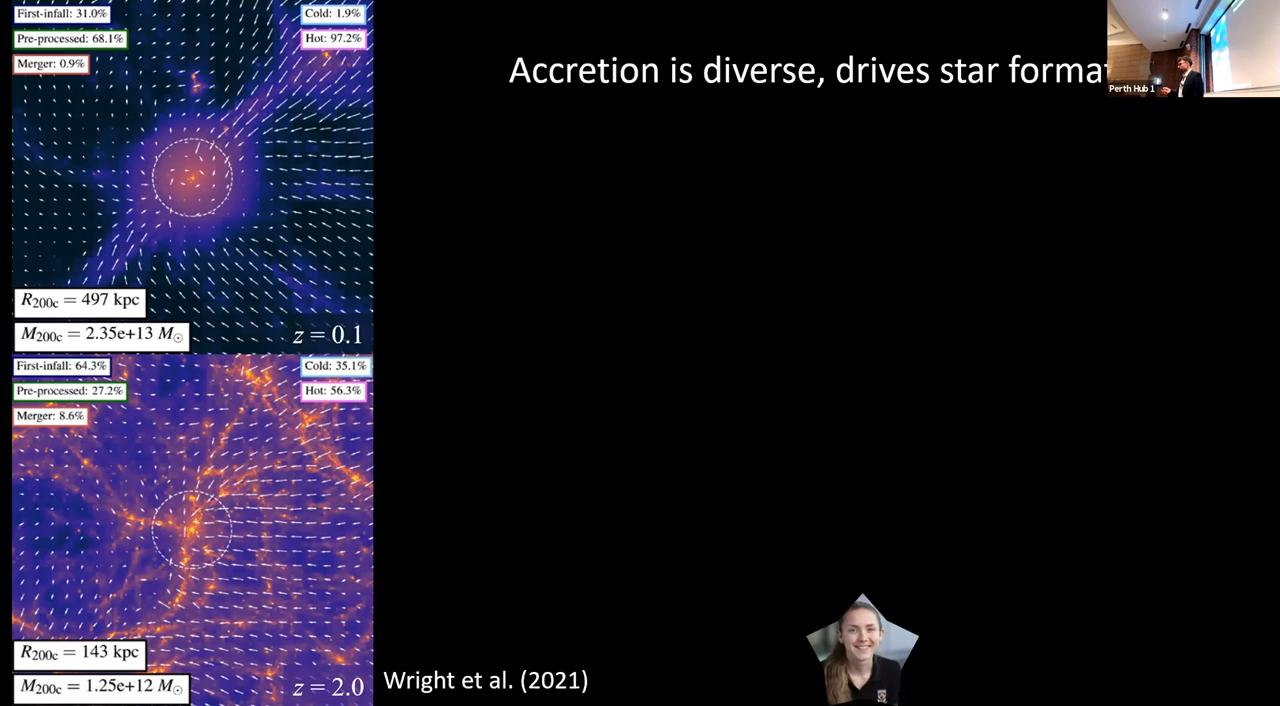 First-infall: 31.0%
Cold: 1.9%
Pre-processed: 68.1%
Hot: 97.2%
Merger: 0.9%
Accretion is diverse, drives star forma
Perth Hub 1
R200c = 497 kpc
M200c = 2.35e+13 M☉
z = 0.1
First-infall: 64.3%
Cold: 35.1%
Pre-processed: 27.2%
Hot: 56.3%
Merger: 8.6%
R200c = 143 kpc
M200c = 1.25e+12 M☉
z = 2.0
Wright et al. (2021)